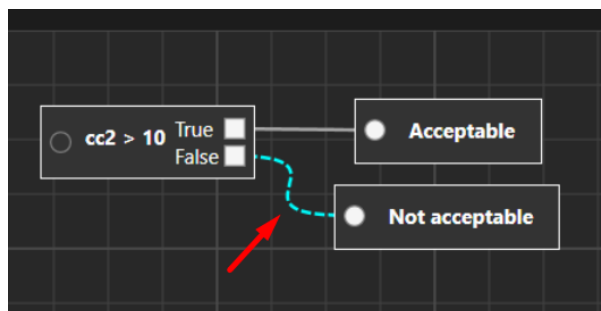 cc2 > 10
True
False
Acceptable
Not acceptable